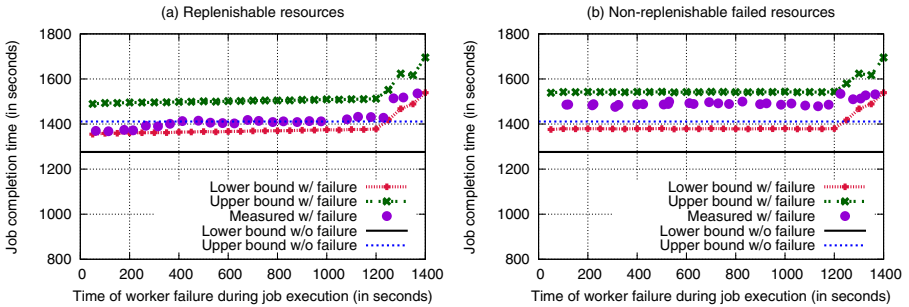 (a) Replenishable resources
Job completion time (in seconds)
1800
1600
1400
1200
1000
800
Lower bound w/ failure
Upper bound w/ failure
Measured w/ failure
Lower bound w/o failure
Upper bound w/o failure
0 200 400 600 800 1000 1200 1400
Time of worker failure during job execution (in seconds)
(b) Non-replenishable failed resources
Job completion time (in seconds)
1800
1600
1400
1200
1000
800
Lower bound w/ failure
Upper bound w/ failure
Measured w/ failure
Lower bound w/o failure
Upper bound w/o failure
0 200 400 600 800 1000 1200 1400
Time of worker failure during job execution (in seconds)